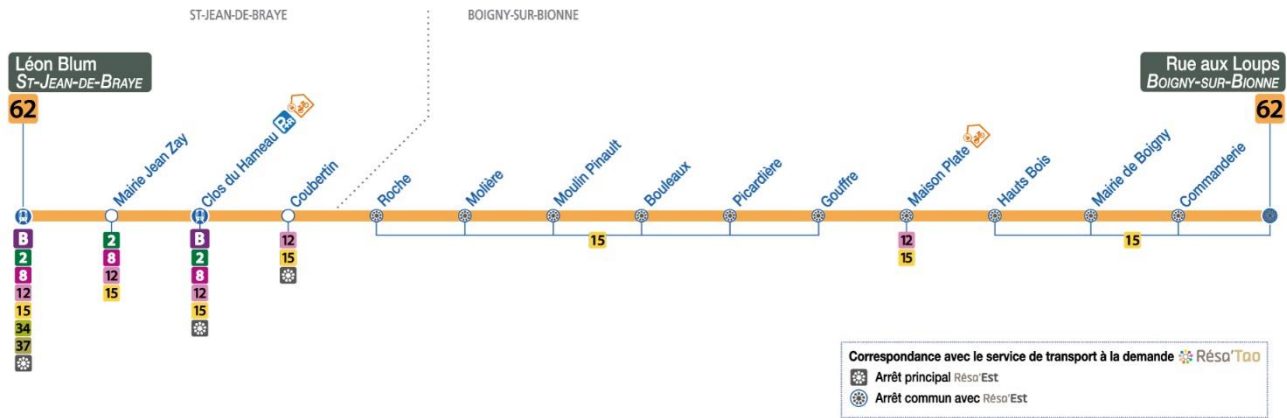 ST-JEAN-DE-BRAYE
BOIGNY-SUR-BIONNE
Léon Blum
ST-JEAN-DE-BRAYE
62
Rue aux Loups
BOIGNY-SUR-BIONNE
62
Mairie Jean Zay
Clos du Hameau P+R
Coubertin
Roche
Molière
Moulin Pinault
Bouleaux
Picardière
Gouffre
Maison Plate
Hauts Bois
Mairie de Boigny
Commanderie
B
2
8
12
15
34
37
2
8
12
15
B
2
8
12
15
12
15
15
12
15
15
Correspondance avec le service de transport à la demande Résa'Tao
Arrêt principal Résa'Est
Arrêt commun avec Résa'Est